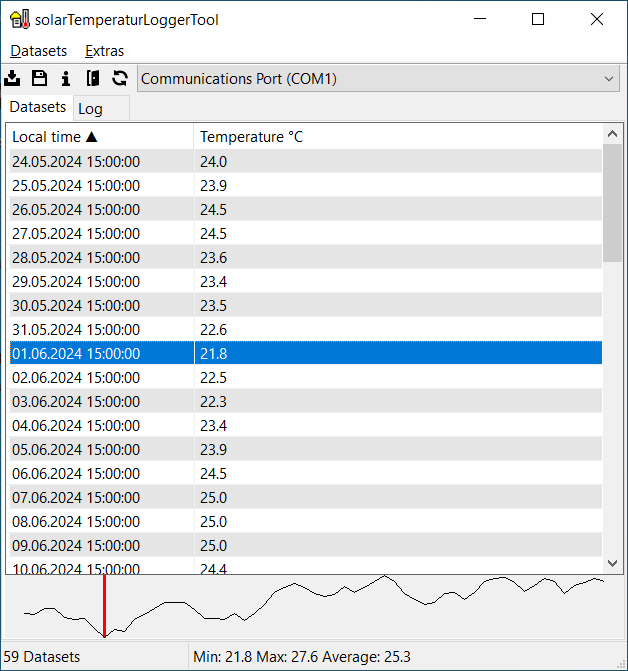 solarTemperaturLoggerTool
Datasets Extras
Communications Port (COM1)
Datasets Log
Local time ▲ Temperature °C
24.05.2024 15:00:00 24.0
25.05.2024 15:00:00 23.9
26.05.2024 15:00:00 24.5
27.05.2024 15:00:00 24.5
28.05.2024 15:00:00 23.6
29.05.2024 15:00:00 23.4
30.05.2024 15:00:00 23.5
31.05.2024 15:00:00 22.6
01.06.2024 15:00:00 21.8
02.06.2024 15:00:00 22.5
03.06.2024 15:00:00 22.3
04.06.2024 15:00:00 23.4
05.06.2024 15:00:00 23.9
06.06.2024 15:00:00 24.5
07.06.2024 15:00:00 25.0
08.06.2024 15:00:00 25.0
09.06.2024 15:00:00 25.0
10.06.2024 15:00:00 24.4
59 Datasets Min: 21.8 Max: 27.6 Average: 25.3